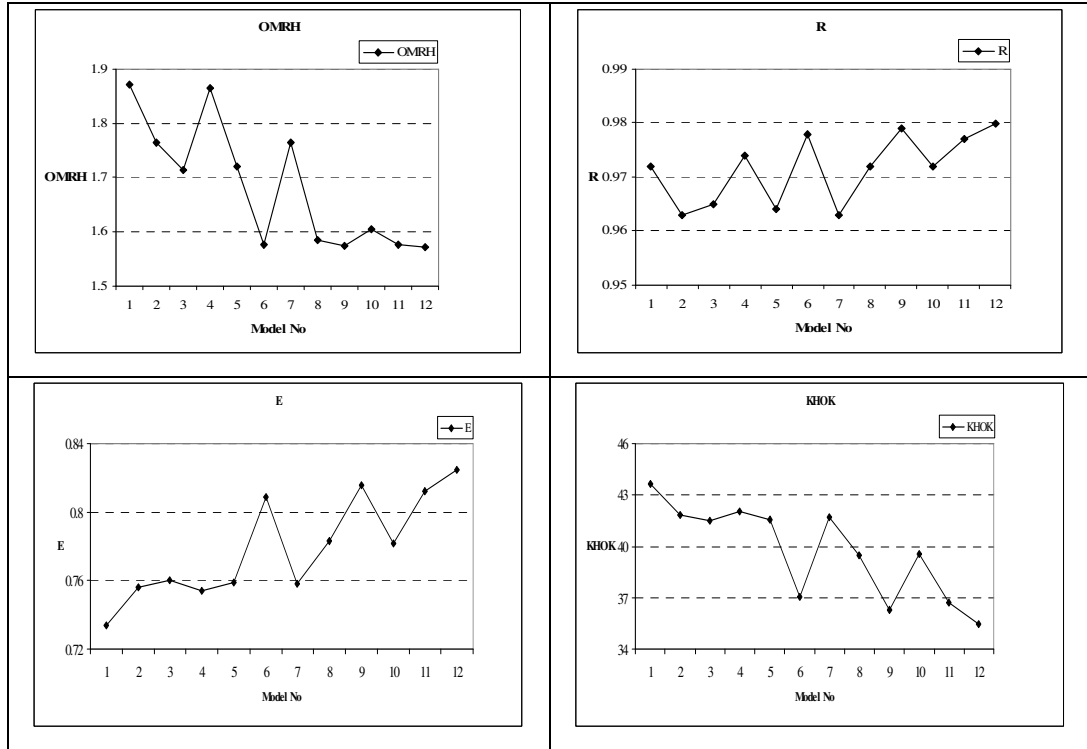 OMRH
OMRH
1.9
1.8
OMRH 1.7
1.6
1.5
1 2 3 4 5 6 7 8 9 10 11 12
Model No
R
R
0.99
0.98
R 0.97
0.96
0.95
1 2 3 4 5 6 7 8 9 10 11 12
Model No
E
E
0.84
0.8
E
0.76
0.72
1 2 3 4 5 6 7 8 9 10 11 12
Model No
KHOK
KHOK
46
43
KHOK 40
37
34
1 2 3 4 5 6 7 8 9 10 11 12
Model No